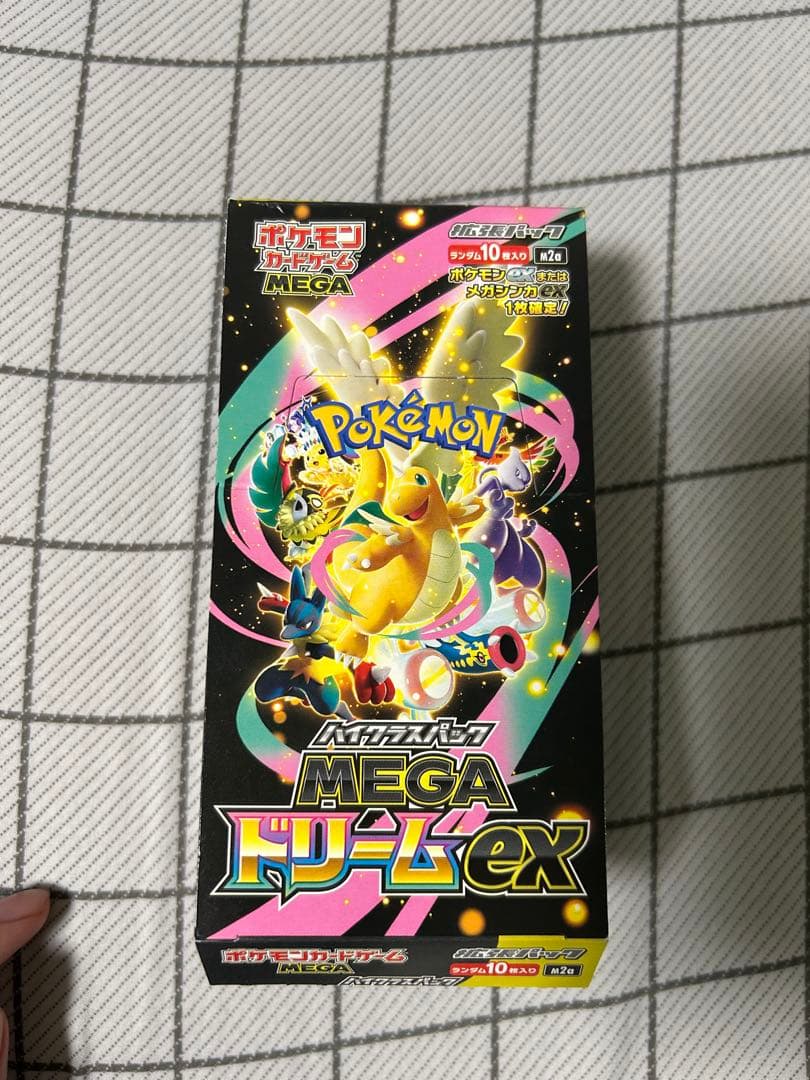 ポケモン
カードゲーム
MEGA
拡張パック
ランダム10枚入り M2a
ポケモンexまたは
メガシンカex
1枚確定!
POKÉMON
ハイクラスパック
MEGA
ドリームex
ポケモンカードゲーム
MEGA
拡張パック
ランダム10枚入り M2a
ハイクラスパック